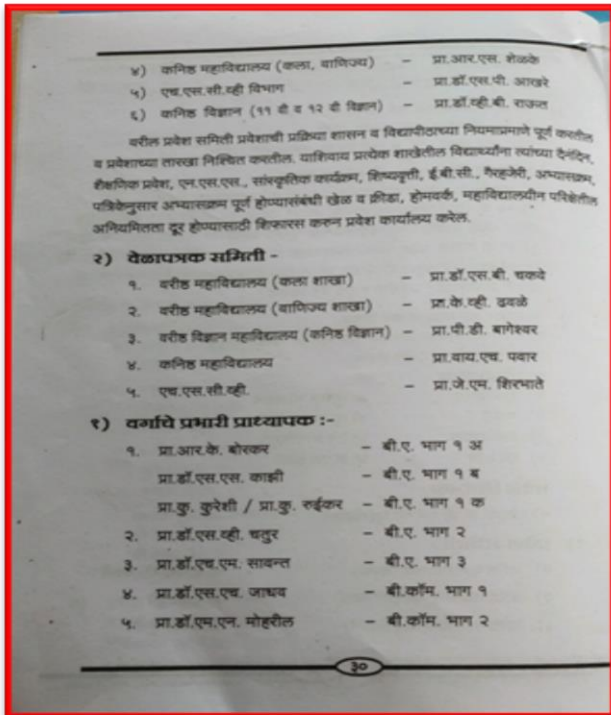 ४) कनिष्ठ महाविद्यालय (कला, वाणिज्य) – प्रा.आर.एस. शेळके
५) एच.एस.सी.व्ही विभाग – प्रा.डॉ.एस.पी. आखरे
६) कनिष्ठ विज्ञान (११ वी व १२ वी विज्ञान) – प्रा.डॉ.व्ही.बी. राऊत
वरील प्रवेश समिती प्रवेशाची प्रक्रिया शासन व विद्यापीठाच्या नियमाप्रमाणे पूर्ण करतील
व प्रवेशाच्या तारखा निश्चित करतील. याशिवाय प्रत्येक शाखेतील विद्यार्थ्यांना त्यांच्या दैनंदिन,
शैक्षणिक प्रवेश, एन.एस.एस., सांस्कृतिक कार्यक्रम, शिष्यवृत्ती, ई.बी.सी., गैरहजेरी, अभ्यासक्रम,
पत्रिकेनुसार अभ्यासक्रम पूर्ण होण्यासंबंधी खेळ व क्रीडा, होमवर्क, महाविद्यालयीन परिक्षेतील
अनियमितता दूर होण्यासाठी शिफारस करुन प्रवेश कार्यालय करेल.
२) वेळापत्रक समिती -
१. वरीष्ठ महाविद्यालय (कला शाखा) – प्रा.डॉ.एस.बी. चकवे
२. वरीष्ठ महाविद्यालय (वाणिज्य शाखा) – प्रा.के.व्ही. ढवळे
३. वरीष्ठ विज्ञान महाविद्यालय (कनिष्ठ विज्ञान) – प्रा.पी.डी. बागेश्वर
४. कनिष्ठ महाविद्यालय – प्रा.वाय.एच. पवार
५. एच.एस.सी.व्ही. – प्रा.जे.एम. शिरभाते
१) वर्गाचे प्रभारी प्राध्यापक :-
१. प्रा.आर.के. बोरकर – बी.ए. भाग १ अ
प्रा.डॉ.एस.एस. काझी – बी.ए. भाग १ ब
प्रा.कु. कुरेशी / प्रा.कु. रुईकर – बी.ए. भाग १ क
२. प्रा.डॉ.एस.व्ही. चतुर – बी.ए. भाग २
३. प्रा.डॉ.एच.एम. सावन्त – बी.ए. भाग ३
४. प्रा.डॉ.एस.एच. जाधव – बी.कॉम. भाग १
५. प्रा.डॉ.एम.एन. मोहरील – बी.कॉम. भाग २
३०